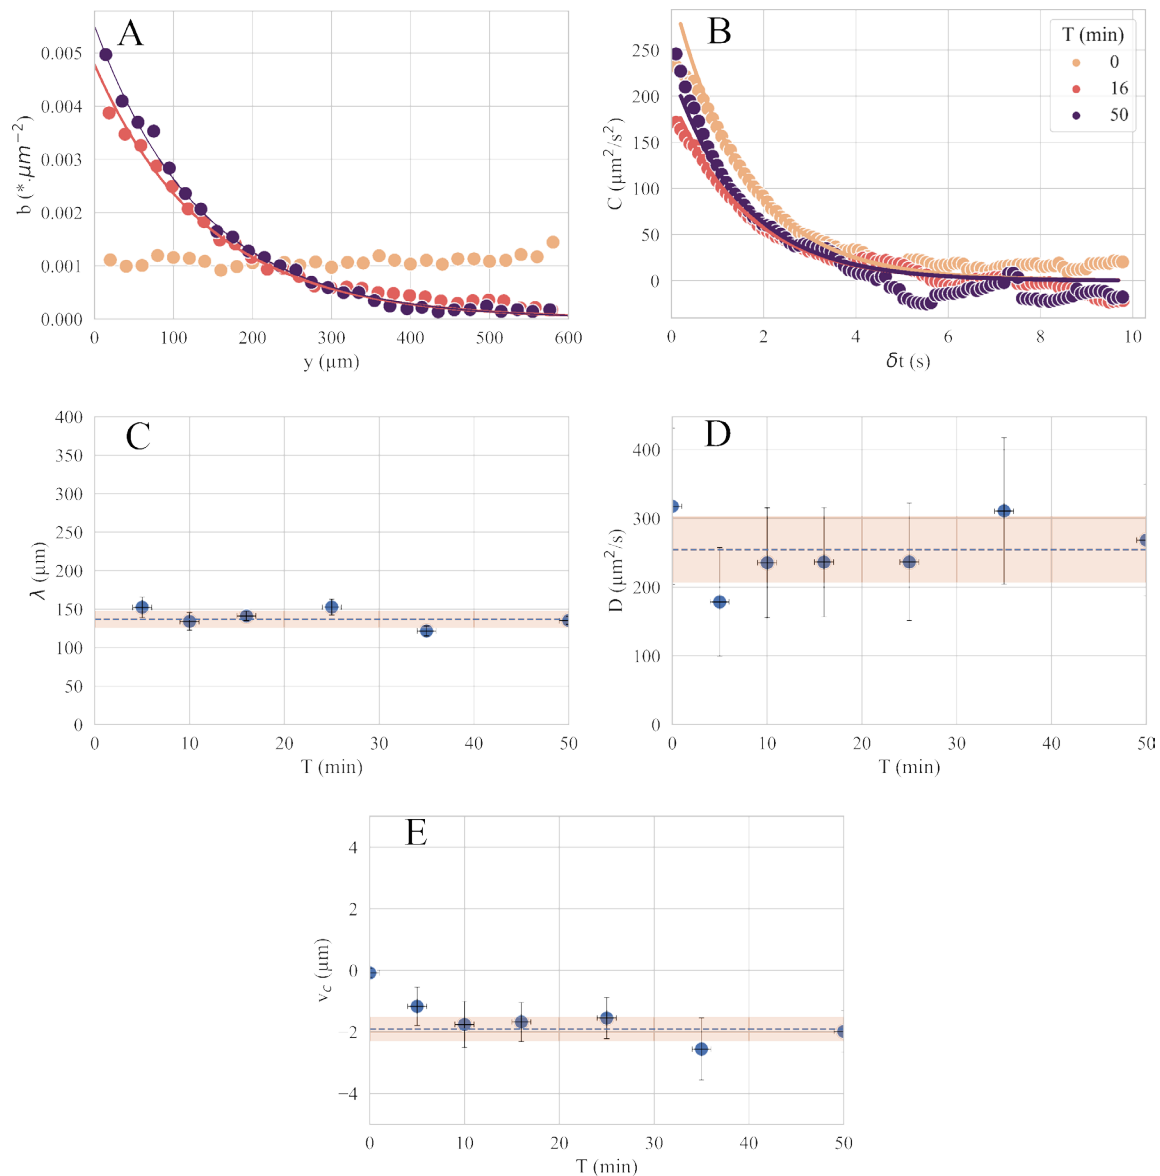 A
0.005
0.004
0.003
0.002
0.001
0.000
b (*.μm⁻²)
0 100 200 300 400 500 600
y (μm)
B
T (min)
0
16
50
250
200
150
100
50
0
C (μm²/s²)
0 2 4 6 8 10
δt (s)
C
400
350
300
250
200
150
100
50
0
λ (μm)
0 10 20 30 40 50
T (min)
D
400
300
200
100
0
D (μm²/s)
0 10 20 30 40 50
T (min)
E
4
2
0
−2
−4
v_c (μm)
0 10 20 30 40 50
T (min)